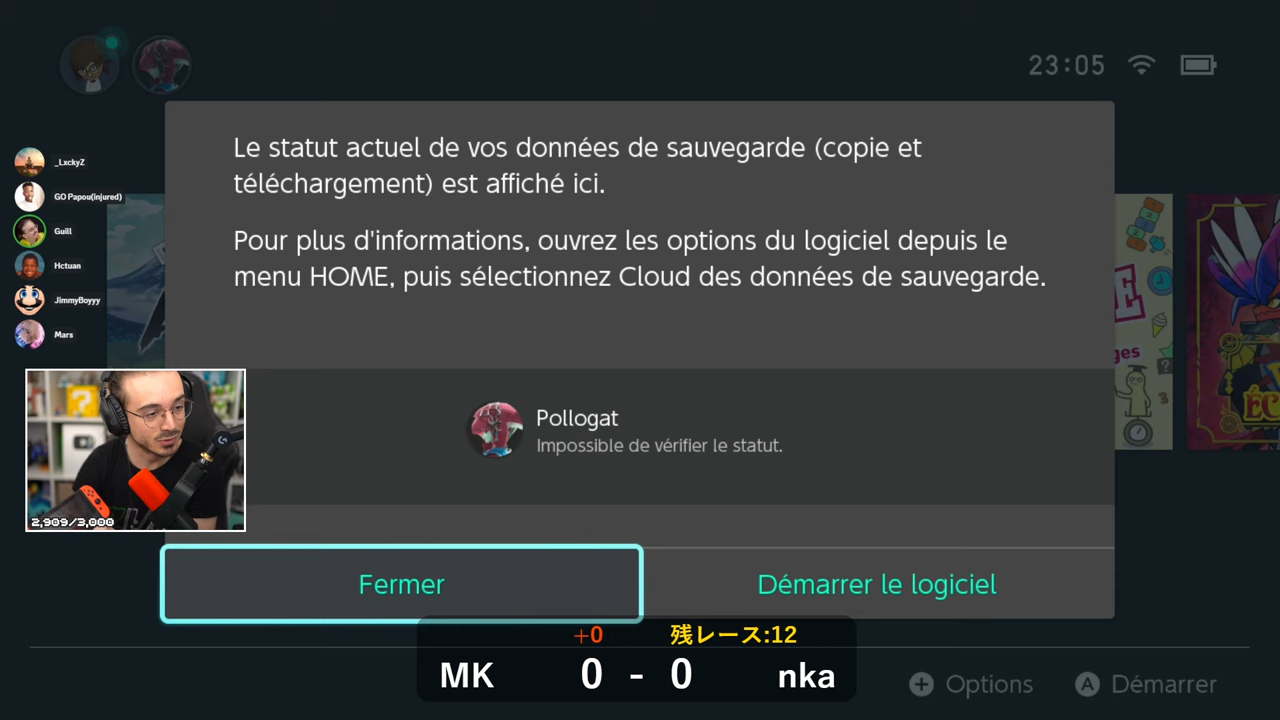 23:05
Le statut actuel de vos données de sauvegarde (copie et
téléchargement) est affiché ici.
Pour plus d'informations, ouvrez les options du logiciel depuis le
menu HOME, puis sélectionnez Cloud des données de sauvegarde.
_LxckyZ
GO Papou(injured)
Guill
Hctuan
JimmyBoyyy
Mars
Pollogat
Impossible de vérifier le statut.
2,909/3,000
Fermer
Démarrer le logiciel
+0 残レース:12
MK 0 - 0 nka
Options
A Démarrer